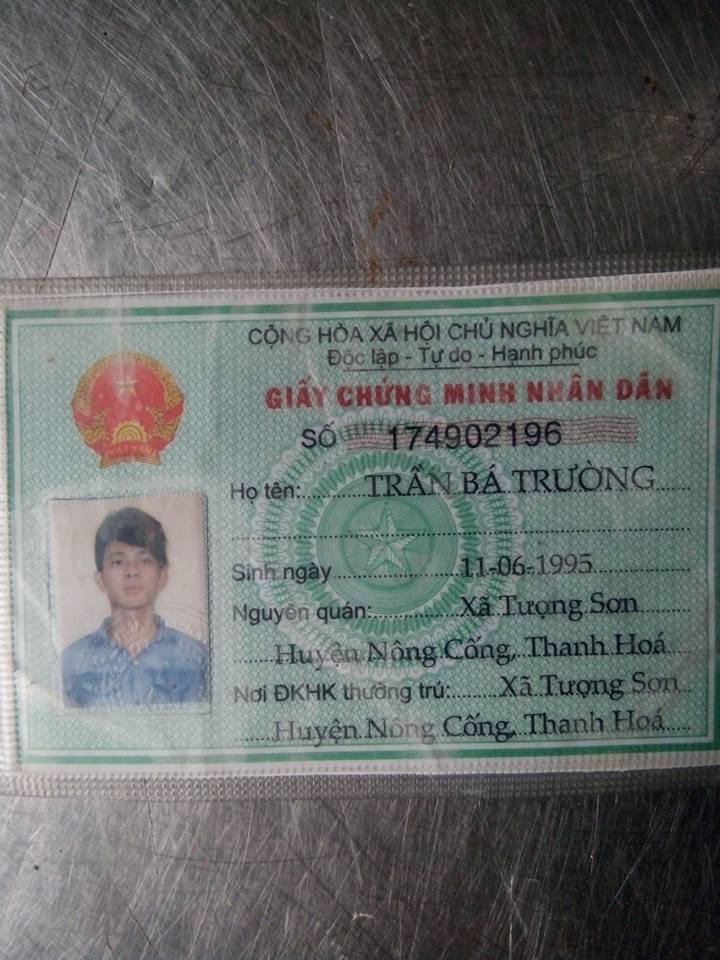 CỘNG HÒA XÃ HỘI CHỦ NGHĨA VIỆT NAM
Độc lập - Tự do - Hạnh phúc
GIẤY CHỨNG MINH NHÂN DÂN
SỐ 174902196
Họ tên: TRẦN BÁ TRƯỜNG
Sinh ngày 11-06-1995
Nguyên quán: Xã Tượng Sơn
Huyện Nông Cống, Thanh Hoá
Nơi ĐKHK thường trú: Xã Tượng Sơn
Huyện Nông Cống, Thanh Hoá
VIỆT NAM